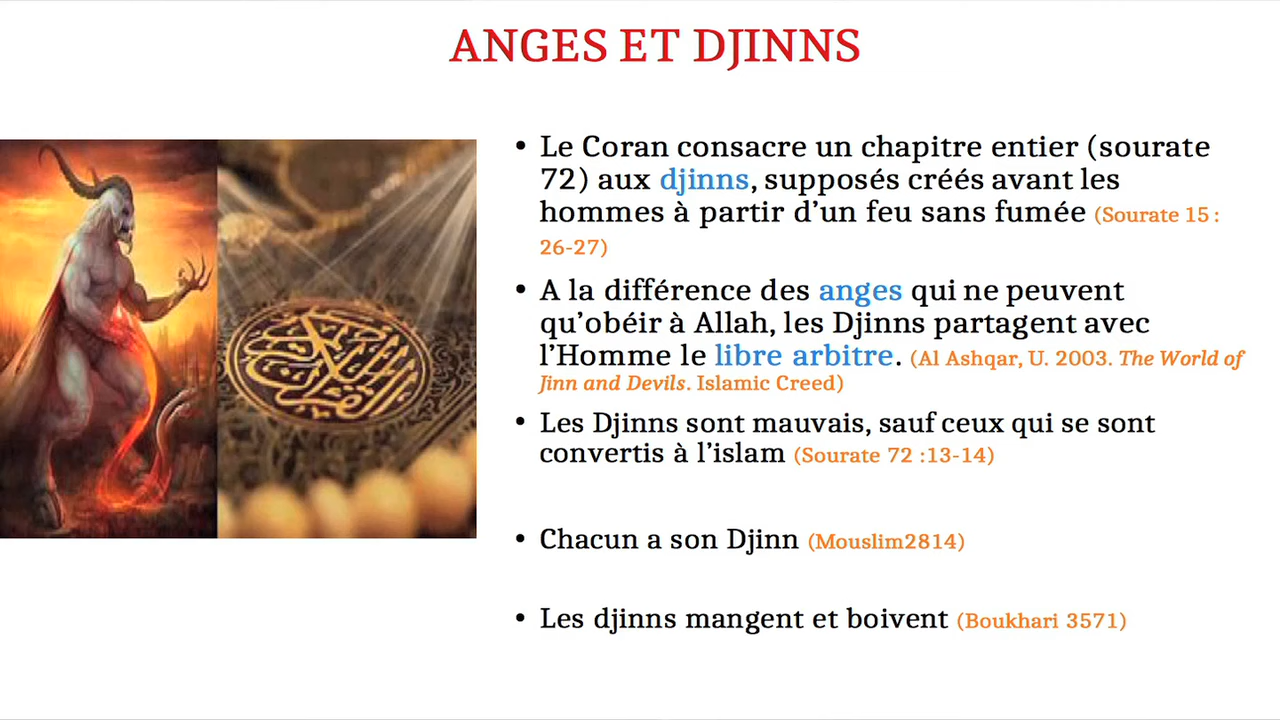 ANGES ET DJINNS
• Le Coran consacre un chapitre entier (sourate
72) aux djinns, supposés créés avant les
hommes à partir d'un feu sans fumée (Sourate 15 :
26-27)
• A la différence des anges qui ne peuvent
qu'obéir à Allah, les Djinns partagent avec
l'Homme le libre arbitre. (Al Ashqar, U. 2003. The World of
Jinn and Devils. Islamic Creed)
• Les Djinns sont mauvais, sauf ceux qui se sont
convertis à l'islam (Sourate 72 :13-14)
• Chacun a son Djinn (Mouslim2814)
• Les djinns mangent et boivent (Boukhari 3571)